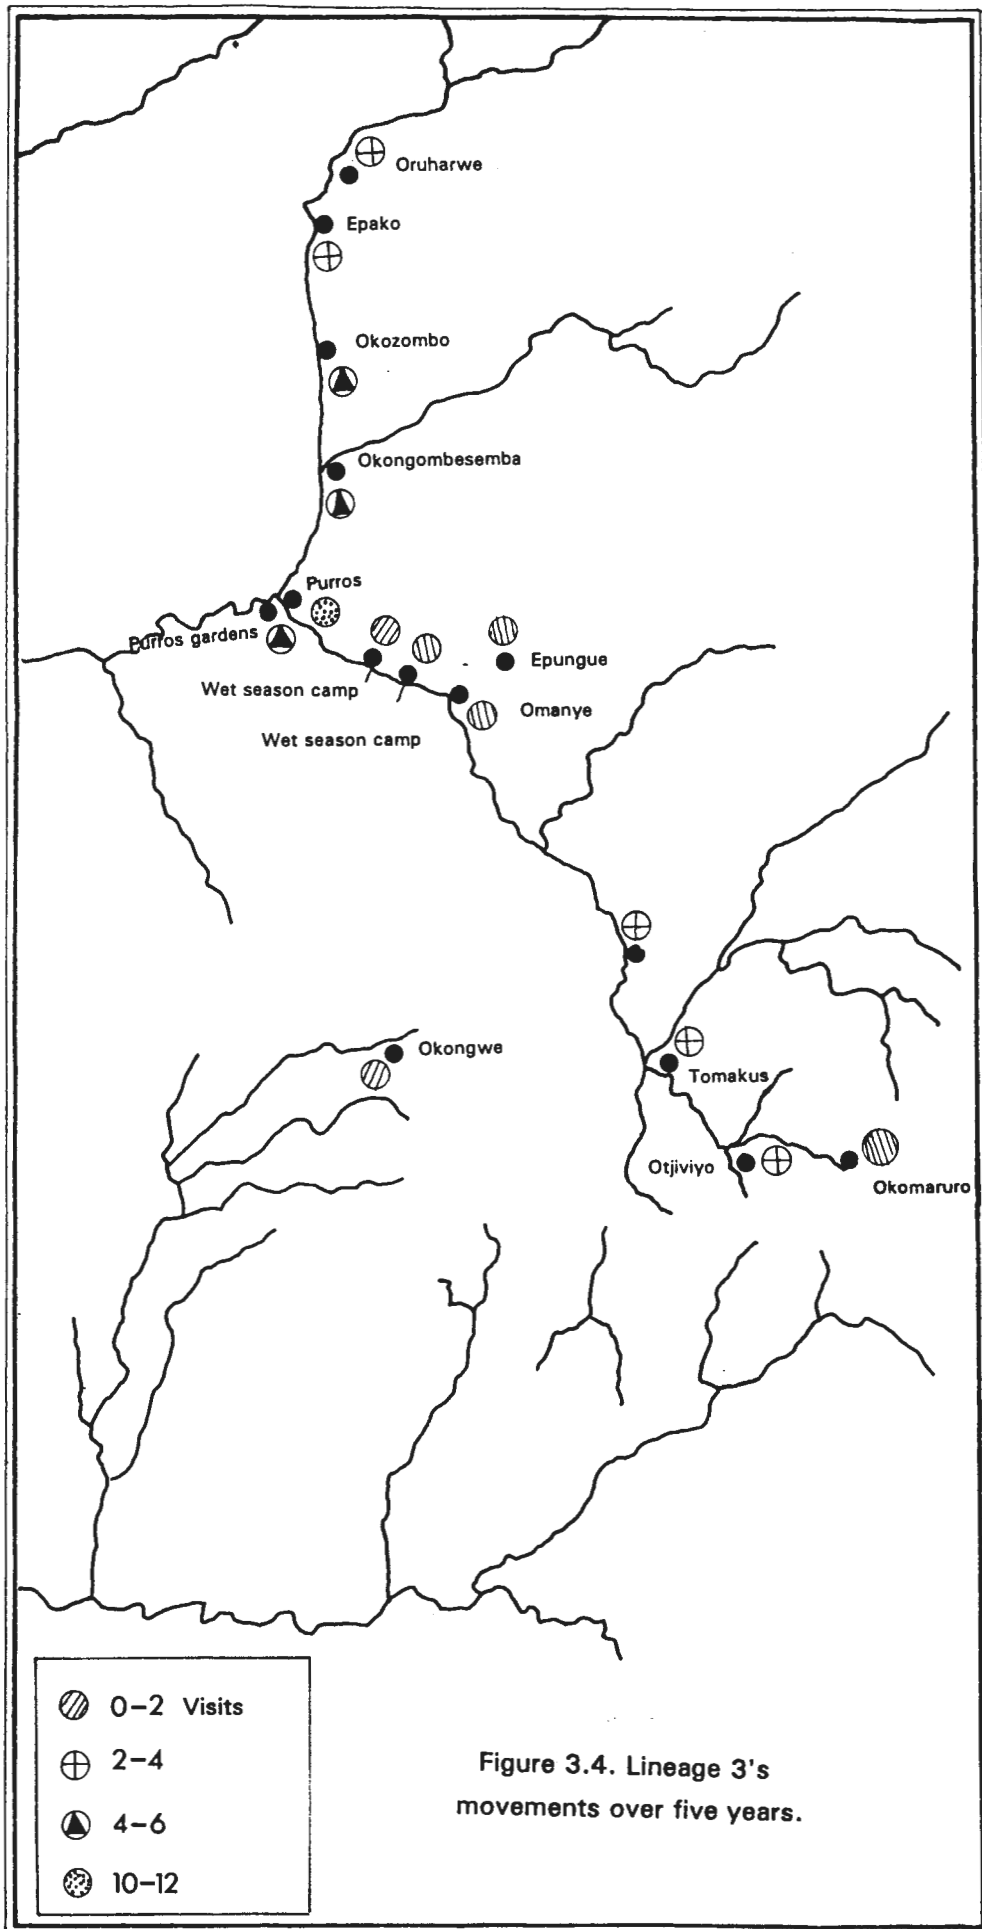 Oruharwe
Epako
Okozombo
Okongombesemba
Purros
Purros gardens
Epungue
Wet season camp
Omanye
Wet season camp
Okongwe
Tomakus
Otjiviyo
Okomaruro
0–2 Visits
2–4
4–6
10–12
Figure 3.4. Lineage 3's
movements over five years.